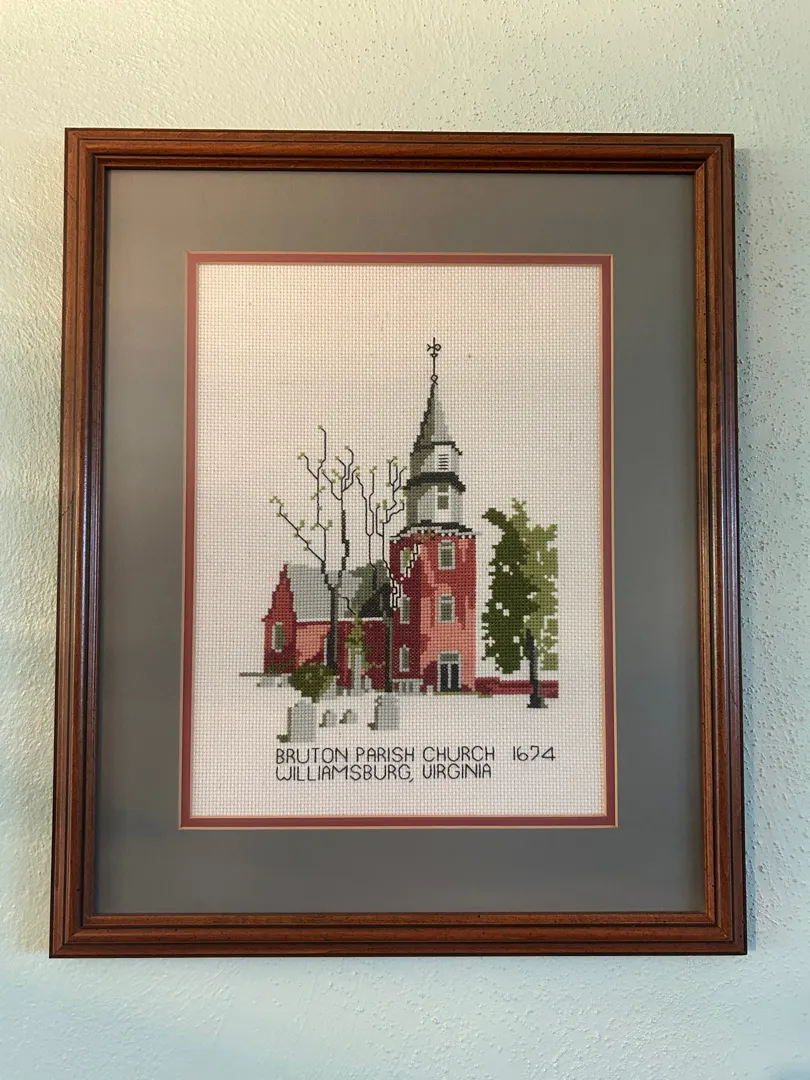 BRUTON PARISH CHURCH 1674
WILLIAMSBURG, VIRGINIA